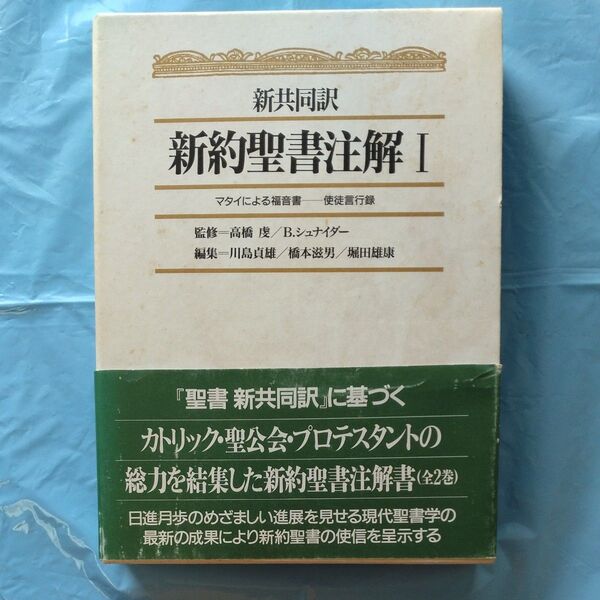 新共同訳
新約聖書注解 I
マタイによる福音書──使徒言行録
監修＝高橋 虔／B.シュナイダー
編集＝川島貞雄／橋本滋男／堀田雄康
『聖書 新共同訳』に基づく
カトリック・聖公会・プロテスタントの
総力を結集した新約聖書注解書(全2巻)
日進月歩のめざましい進展を見せる現代聖書学の
最新の成果により新約聖書の使信を呈示する